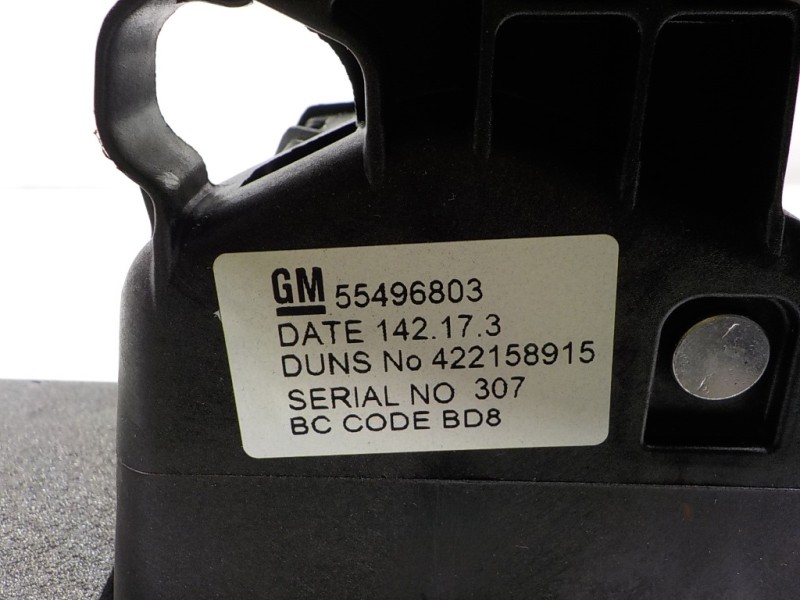 GM 55496803
DATE 142.17.3
DUNS No 422158915
SERIAL NO 307
BC CODE BD8